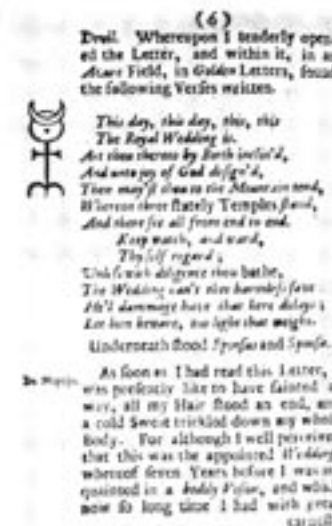 (6)
Devil. Whereupon I tenderly open
ed the Letter, and within it, in an
Azure Field, in Golden Letters, found
the following Verses written.
This day, this day, this, this
The Royal Wedding is.
Art thou thereto by Birth inclin'd,
And unto joy of God design'd,
Then may'st thou to the Mountain tend,
Whereon three stately Temples stand,
And there see all from end to end.
Keep watch, and ward,
Thy self regard;
Unless with diligence thou bathe,
The Wedding can't thee harmless save:
He'l dammage have that here delays;
Let him beware, too light that weighs.
Underneath stood Sponsus and Sponsa.
As soon as I had read this Letter,
was presently like to have fainted a
way, all my Hair stood an end, and
a cold Sweat trickled down my whole
Body. For although I well perceived
that this was the appointed Wedding
whereof seven Years before I was ac
quainted in a bodily Vision, and which
now so long time I had with great